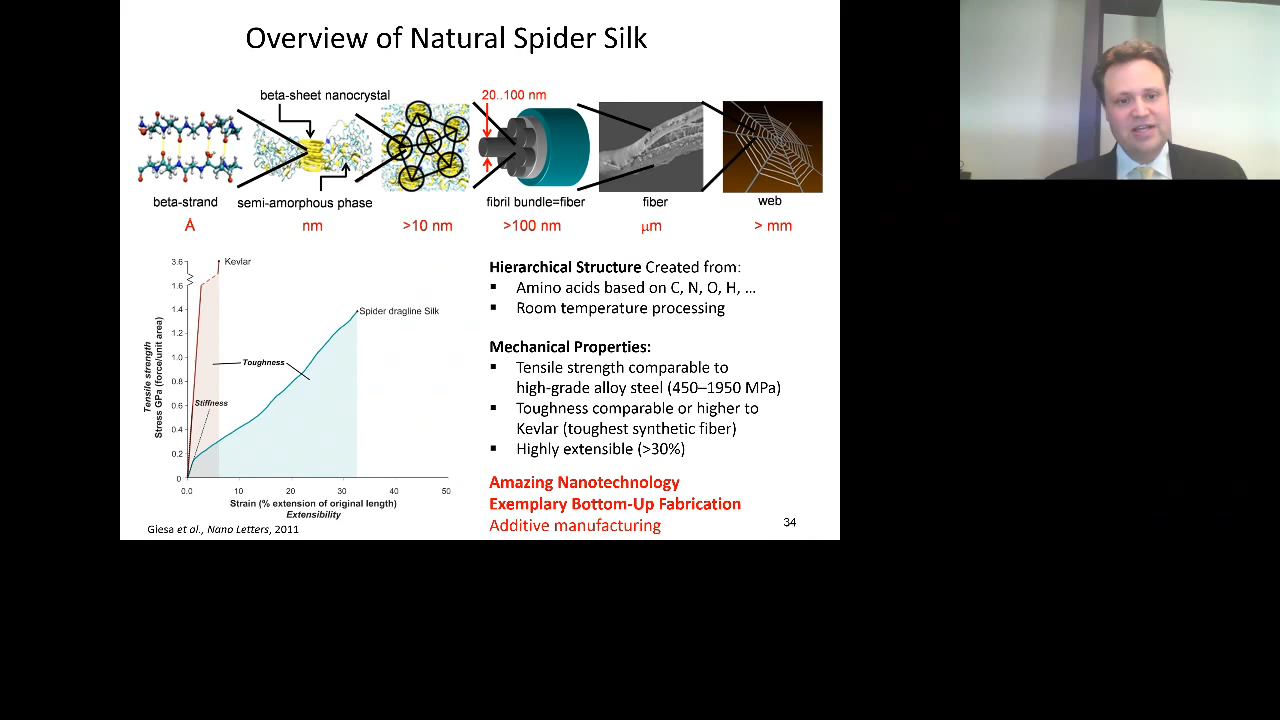 Overview of Natural Spider Silk
beta-sheet nanocrystal
20..100 nm
beta-strand
semi-amorphous phase
fibril bundle=fiber
fiber
web
Å
nm
>10 nm
>100 nm
μm
> mm
Tensile strength
Stress GPa (force/unit area)
3.6
1.6
1.4
1.2
1.0
0.8
0.6
0.4
0.2
0
Kevlar
Spider dragline Silk
Toughness
Stiffness
0.0 10 20 30 40 50
Strain (% extension of original length)
Extensibility
Giesa et al., Nano Letters, 2011
Hierarchical Structure Created from:
▪ Amino acids based on C, N, O, H, …
▪ Room temperature processing
Mechanical Properties:
▪ Tensile strength comparable to
high-grade alloy steel (450–1950 MPa)
▪ Toughness comparable or higher to
Kevlar (toughest synthetic fiber)
▪ Highly extensible (>30%)
Amazing Nanotechnology
Exemplary Bottom-Up Fabrication
Additive manufacturing
34